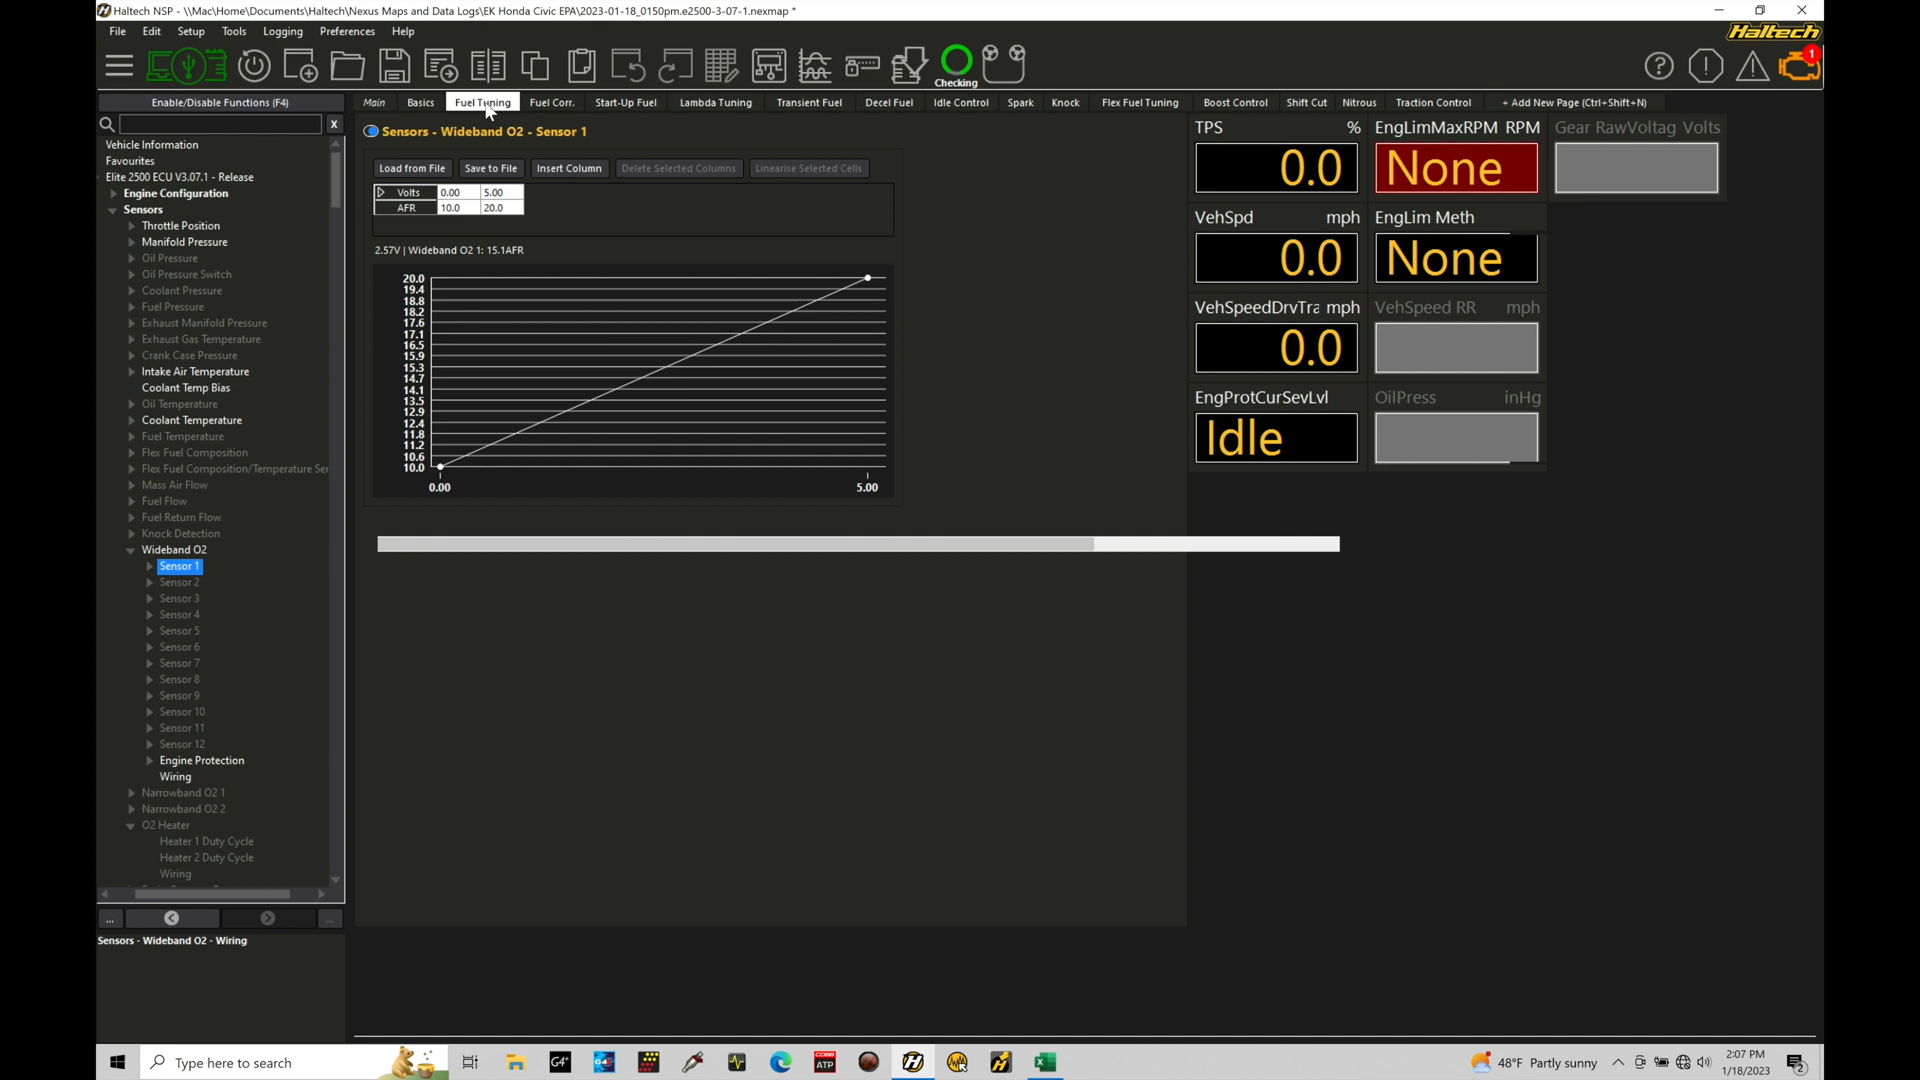 Haltech NSP - \\Mac\Home\Documents\Haltech\Nexus Maps and Data Logs\EK Honda Civic EPA\2023-01-18_0150pm.e2500-3-07-1.nexmap *
File Edit Setup Tools Logging Preferences Help
Haltech
Checking
1
Enable/Disable Functions (F4)
Main Basics Fuel Tuning Fuel Corr. Start-Up Fuel Lambda Tuning Transient Fuel Decel Fuel Idle Control Spark Knock Flex Fuel Tuning Boost Control Shift Cut Nitrous Traction Control + Add New Page (Ctrl+Shift+N)
X
Vehicle Information
Favourites
Elite 2500 ECU V3.07.1 - Release
Engine Configuration
Sensors
Throttle Position
Manifold Pressure
Oil Pressure
Oil Pressure Switch
Coolant Pressure
Fuel Pressure
Exhaust Manifold Pressure
Exhaust Gas Temperature
Crank Case Pressure
Intake Air Temperature
Coolant Temp Bias
Oil Temperature
Coolant Temperature
Fuel Temperature
Flex Fuel Composition
Flex Fuel Composition/Temperature Ser
Mass Air Flow
Fuel Flow
Fuel Return Flow
Knock Detection
Wideband O2
Sensor 1
Sensor 2
Sensor 3
Sensor 4
Sensor 5
Sensor 6
Sensor 7
Sensor 8
Sensor 9
Sensor 10
Sensor 11
Sensor 12
Engine Protection
Wiring
Narrowband O2 1
Narrowband O2 2
O2 Heater
Heater 1 Duty Cycle
Heater 2 Duty Cycle
Wiring
... ...
Sensors - Wideband O2 - Wiring
Sensors - Wideband O2 - Sensor 1
Load from File Save to File Insert Column Delete Selected Columns Linearise Selected Cells
Volts 0.00 5.00
AFR 10.0 20.0
2.57V | Wideband O2 1: 15.1AFR
20.0
19.4
18.8
18.2
17.6
17.1
16.5
15.9
15.3
14.7
14.1
13.5
12.9
12.4
11.8
11.2
10.6
10.0
0.00 5.00
TPS % EngLimMaxRPM RPM Gear RawVoltag Volts
0.0 None
VehSpd mph EngLim Meth
0.0 None
VehSpeedDrvTra mph VehSpeed RR mph
0.0
EngProtCurSevLvl OilPress inHg
Idle
Type here to search
G4+
G4X
ATP
48°F Partly sunny
2:07 PM
1/18/2023
2